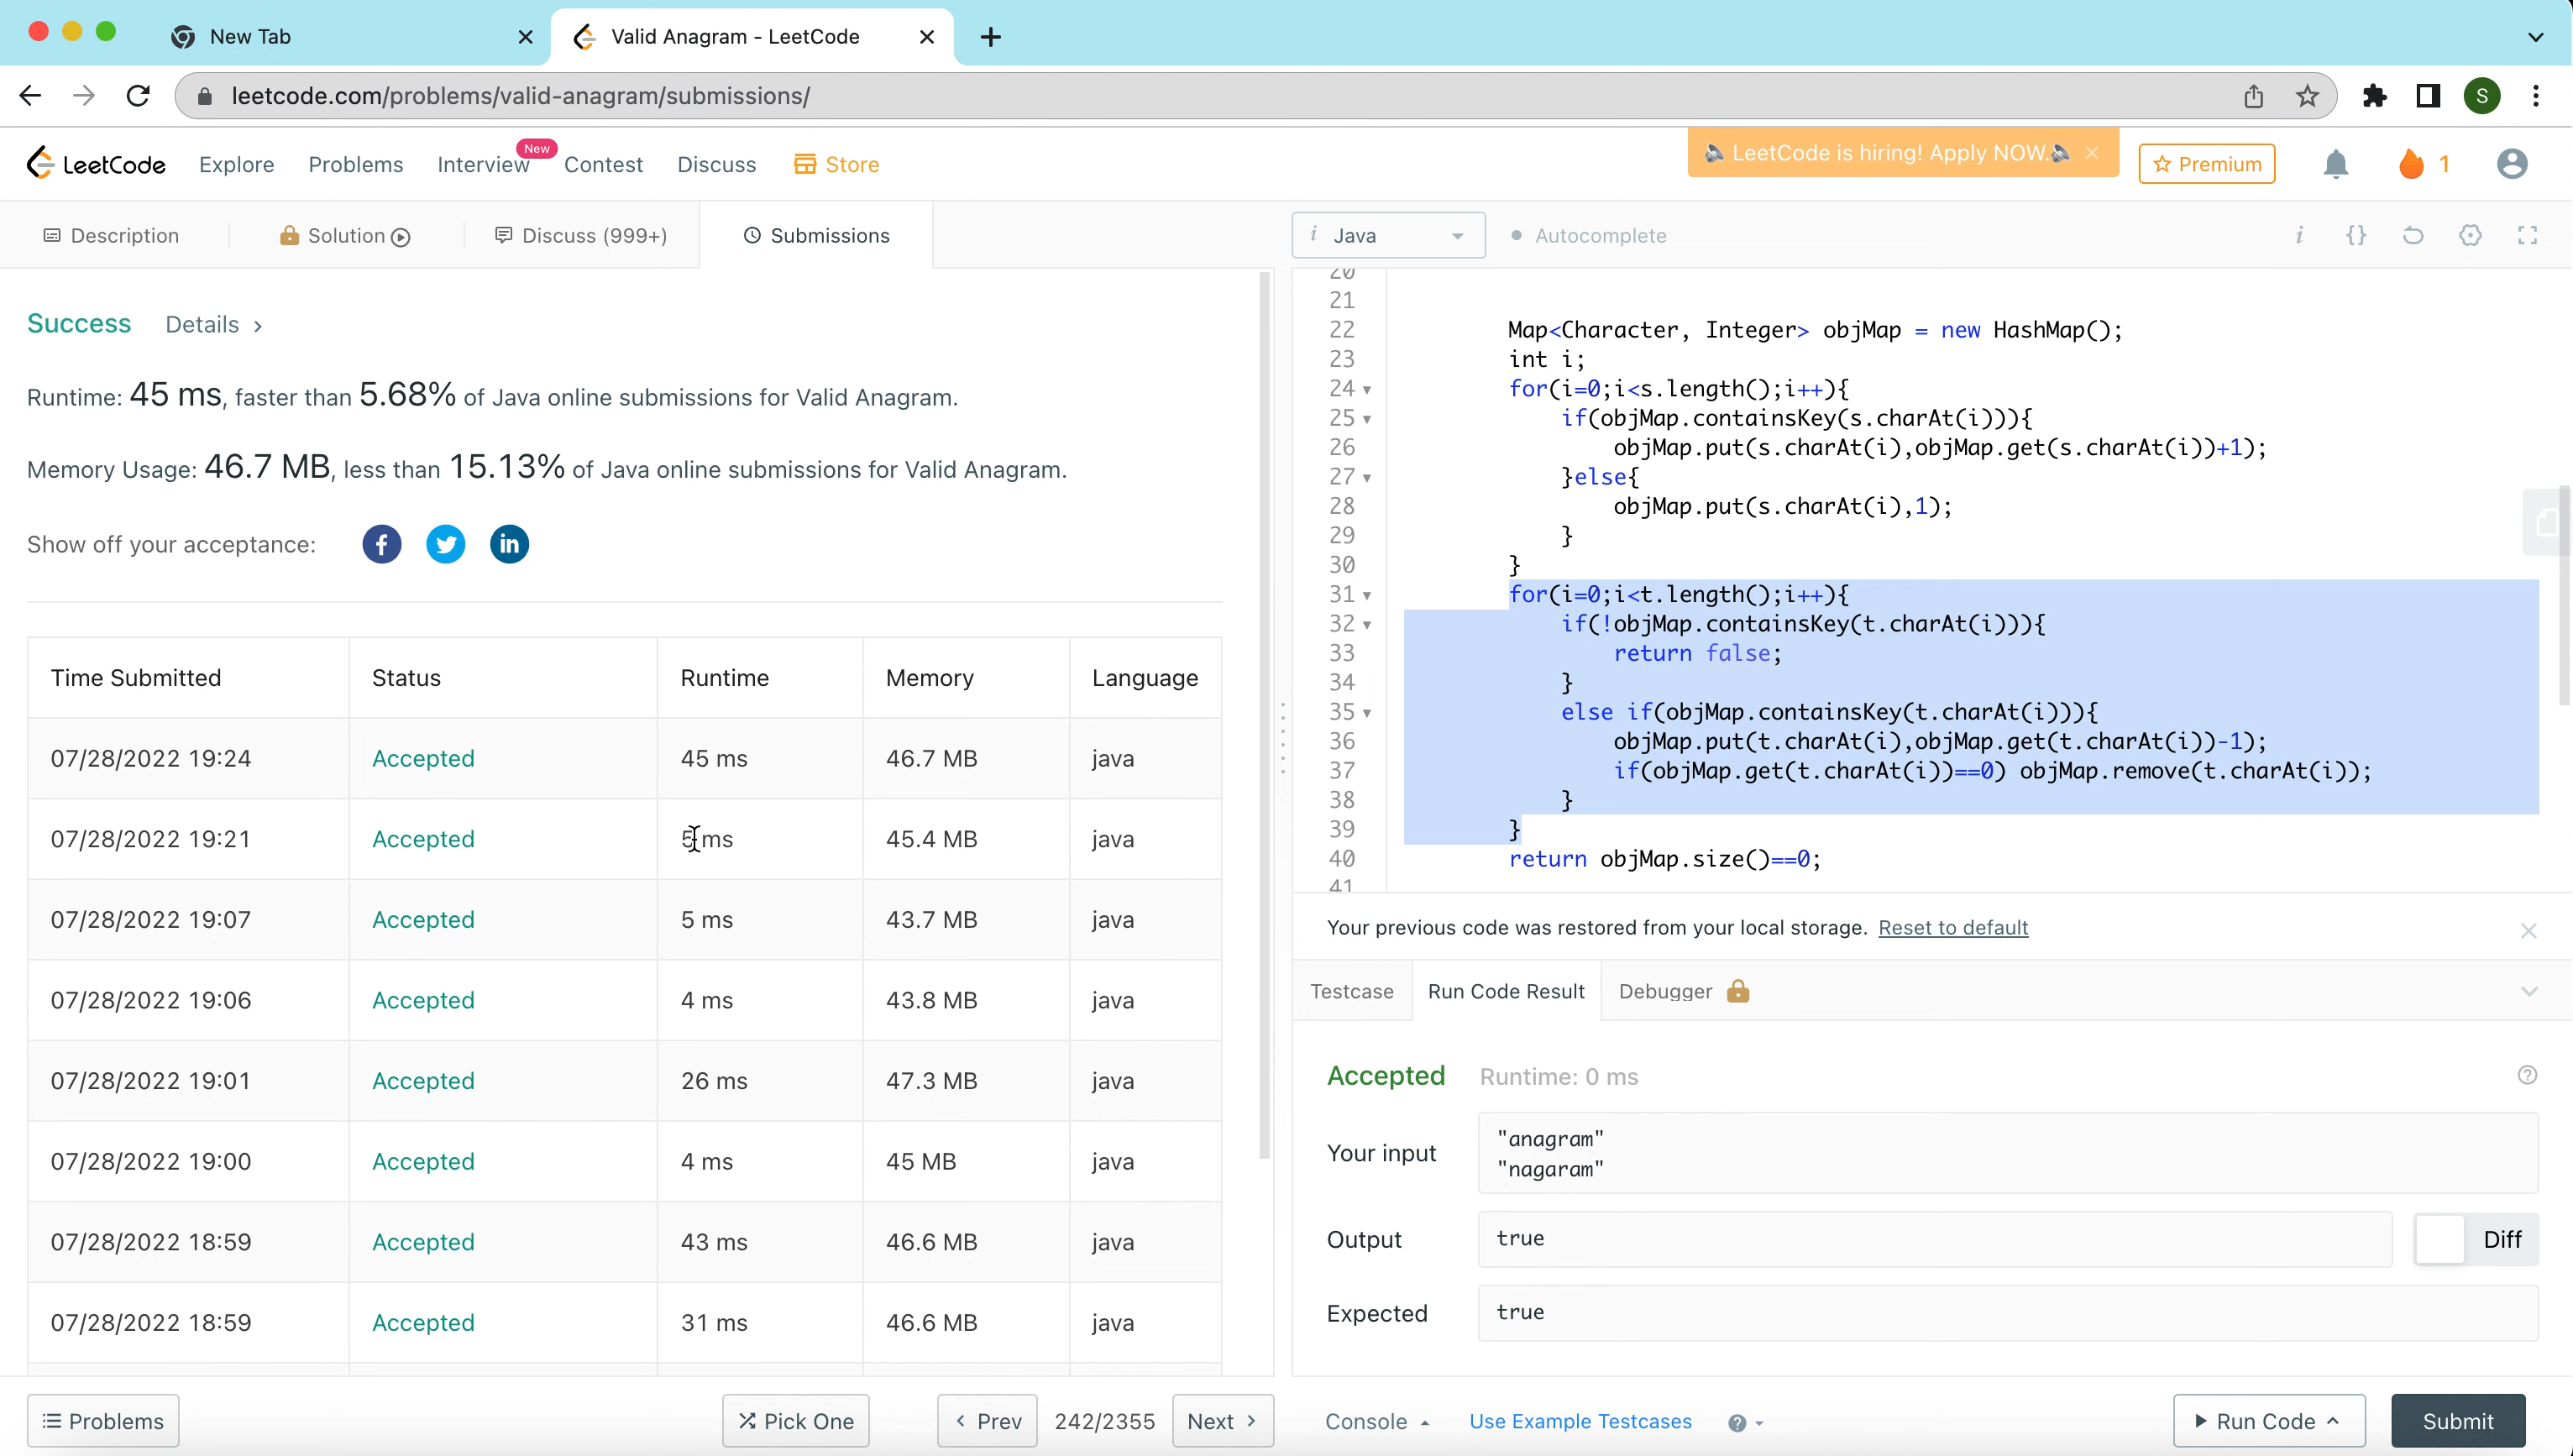 New Tab
Valid Anagram - LeetCode
leetcode.com/problems/valid-anagram/submissions/
S
LeetCode
Explore
Problems
Interview
New
Contest
Discuss
Store
LeetCode is hiring! Apply NOW.
Premium
1
Description
Solution
Discuss (999+)
Submissions
Success
Details
Runtime: 45 ms, faster than 5.68% of Java online submissions for Valid Anagram.
Memory Usage: 46.7 MB, less than 15.13% of Java online submissions for Valid Anagram.
Show off your acceptance:
Time Submitted Status Runtime Memory Language
07/28/2022 19:24 Accepted 45 ms 46.7 MB java
07/28/2022 19:21 Accepted 5 ms 45.4 MB java
07/28/2022 19:07 Accepted 5 ms 43.7 MB java
07/28/2022 19:06 Accepted 4 ms 43.8 MB java
07/28/2022 19:01 Accepted 26 ms 47.3 MB java
07/28/2022 19:00 Accepted 4 ms 45 MB java
07/28/2022 18:59 Accepted 43 ms 46.6 MB java
07/28/2022 18:59 Accepted 31 ms 46.6 MB java
Problems
Pick One
Prev
242/2355
Next
i Java
Autocomplete
i {}
20
21
22 Map<Character, Integer> objMap = new HashMap();
23 int i;
24 for(i=0;i<s.length();i++){
25 if(objMap.containsKey(s.charAt(i))){
26 objMap.put(s.charAt(i),objMap.get(s.charAt(i))+1);
27 }else{
28 objMap.put(s.charAt(i),1);
29 }
30 }
31 for(i=0;i<t.length();i++){
32 if(!objMap.containsKey(t.charAt(i))){
33 return false;
34 }
35 else if(objMap.containsKey(t.charAt(i))){
36 objMap.put(t.charAt(i),objMap.get(t.charAt(i))-1);
37 if(objMap.get(t.charAt(i))==0) objMap.remove(t.charAt(i));
38 }
39 }
40 return objMap.size()==0;
41
Your previous code was restored from your local storage. Reset to default
Testcase
Run Code Result
Debugger
Accepted Runtime: 0 ms
Your input
"anagram"
"nagaram"
Output
true
Diff
Expected
true
Console
Use Example Testcases
Run Code
Submit